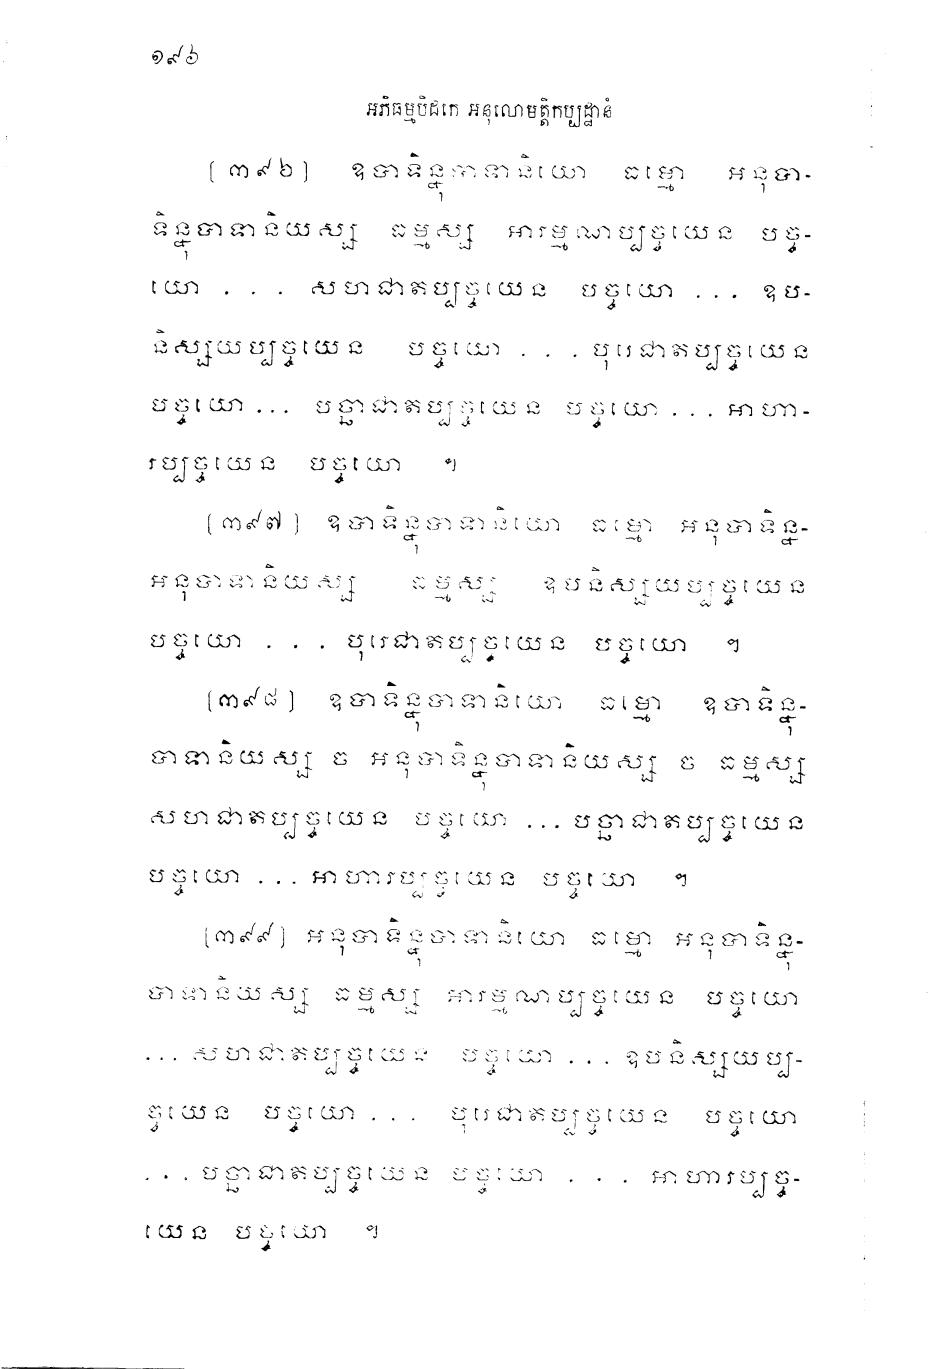 ១៩៦
អភិធម្មបិដកេ អនុលោមត្តិកប្បដ្ឋានំ
[៣៩៦] ឧបាទិន្នុបាទានិយោ ធម្មោ អនុបា-
ទិន្នុបាទានិយស្ស ធម្មស្ស អារម្មណប្បច្ចយេន បច្ច-
យោ ... សហជាតប្បច្ចយេន បច្ចយោ ... ឧប-
និស្សយប្បច្ចយេន បច្ចយោ ... បុរេជាតប្បច្ចយេន
បច្ចយោ ... បច្ឆាជាតប្បច្ចយេន បច្ចយោ ... អាហា-
រប្បច្ចយេន បច្ចយោ ។
[៣៩៧] ឧបាទិន្នុបាទានិយោ ធម្មោ អនុបាទិន្ន-
អនុបាទានិយស្ស ធម្មស្ស ឧបនិស្សយប្បច្ចយេន
បច្ចយោ ... បុរេជាតប្បច្ចយេន បច្ចយោ ។
[៣៩៨] ឧបាទិន្នុបាទានិយោ ធម្មោ ឧបាទិន្នុ-
បាទានិយស្ស ច អនុបាទិន្នុបាទានិយស្ស ច ធម្មស្ស
សហជាតប្បច្ចយេន បច្ចយោ ... បច្ឆាជាតប្បច្ចយេន
បច្ចយោ ... អាហារប្បច្ចយេន បច្ចយោ ។
[៣៩៩] អនុបាទិន្នុបាទានិយោ ធម្មោ អនុបាទិន្នុ-
បាទានិយស្ស ធម្មស្ស អារម្មណប្បច្ចយេន បច្ចយោ
... សហជាតប្បច្ចយេន បច្ចយោ ... ឧបនិស្សយប្ប-
ច្ចយេន បច្ចយោ ... បុរេជាតប្បច្ចយេន បច្ចយោ
... បច្ឆាជាតប្បច្ចយេន បច្ចយោ ... អាហារប្បច្ច-
យេន បច្ចយោ ។